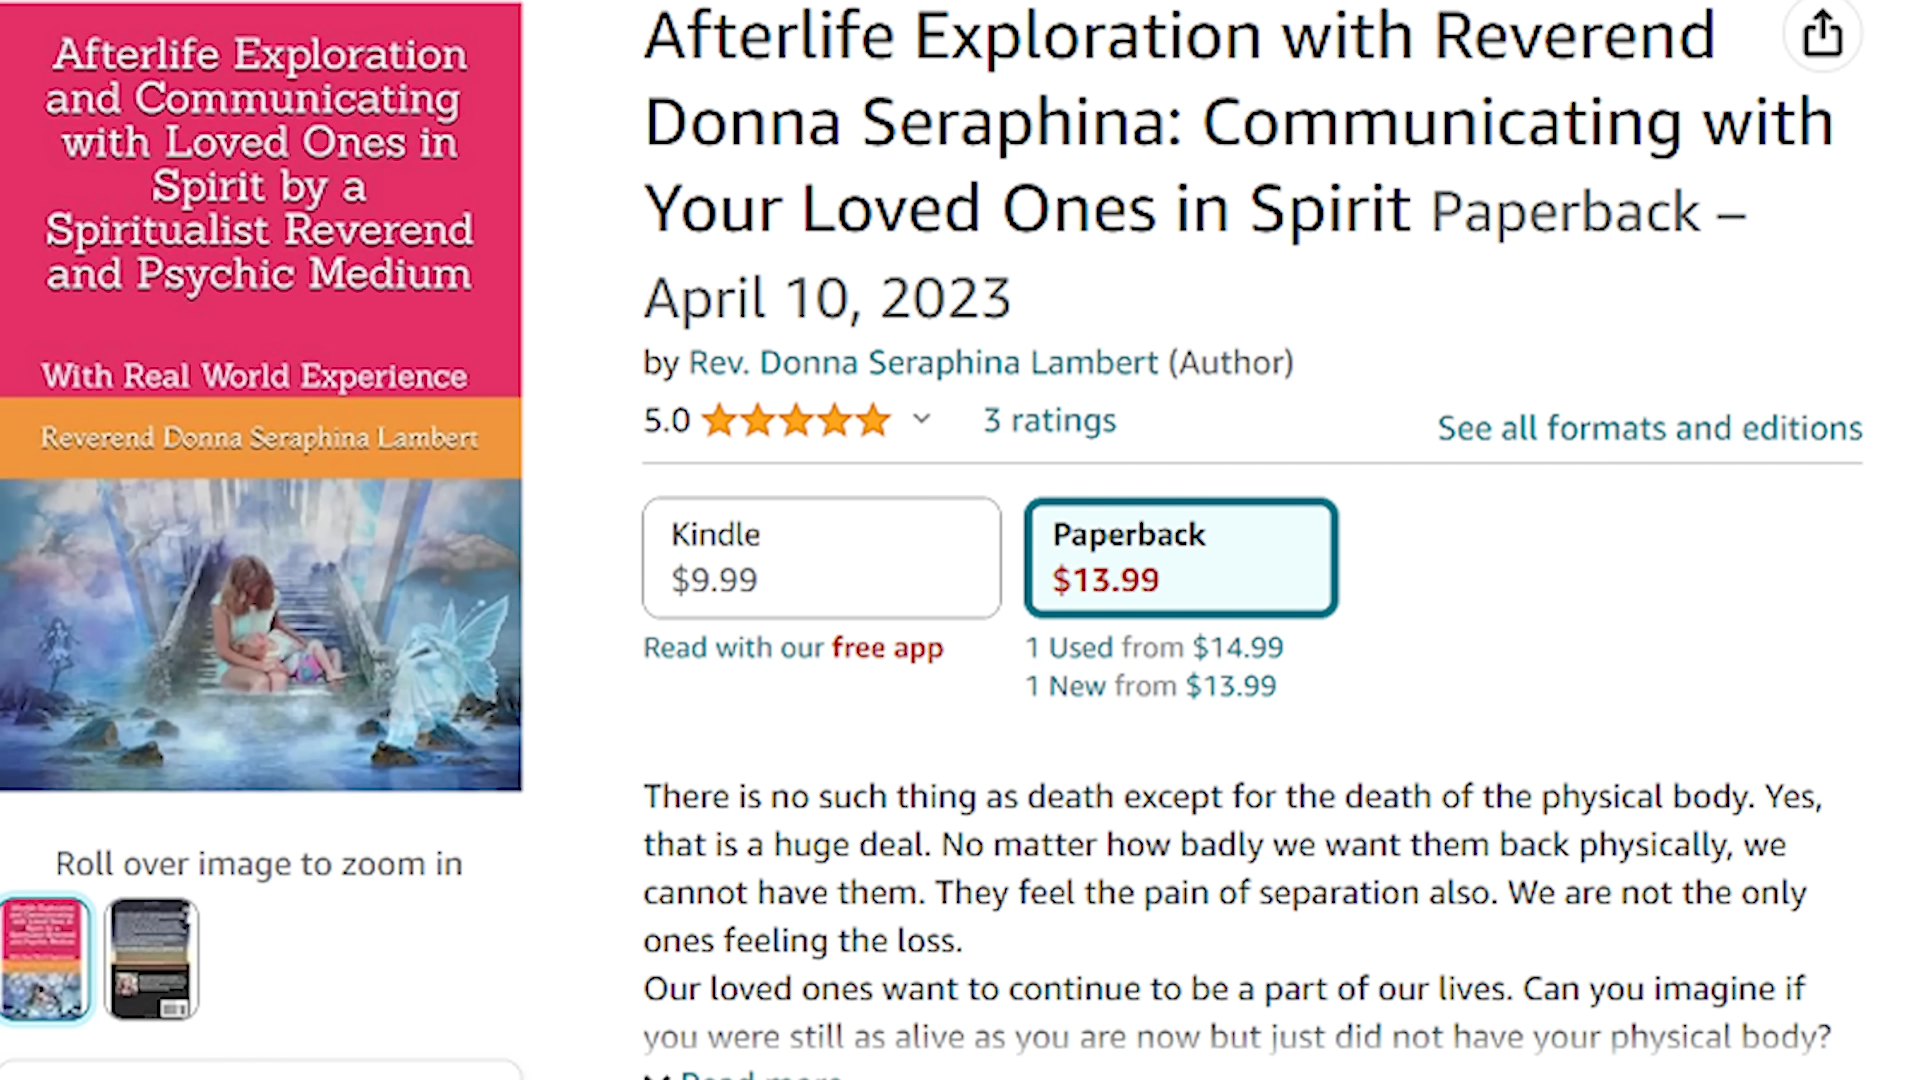 Afterlife Exploration
and Communicating
with Loved Ones in
Spirit by a
Spiritualist Reverend
and Psychic Medium
With Real World Experience
Reverend Donna Seraphina Lambert
Roll over image to zoom in
Afterlife Exploration with Reverend
Donna Seraphina: Communicating with
Your Loved Ones in Spirit Paperback –
April 10, 2023
by Rev. Donna Seraphina Lambert (Author)
5.0 3 ratings
See all formats and editions
Kindle
$9.99
Read with our free app
Paperback
$13.99
1 Used from $14.99
1 New from $13.99
There is no such thing as death except for the death of the physical body. Yes,
that is a huge deal. No matter how badly we want them back physically, we
cannot have them. They feel the pain of separation also. We are not the only
ones feeling the loss.
Our loved ones want to continue to be a part of our lives. Can you imagine if
you were still as alive as you are now but just did not have your physical body?
Read more